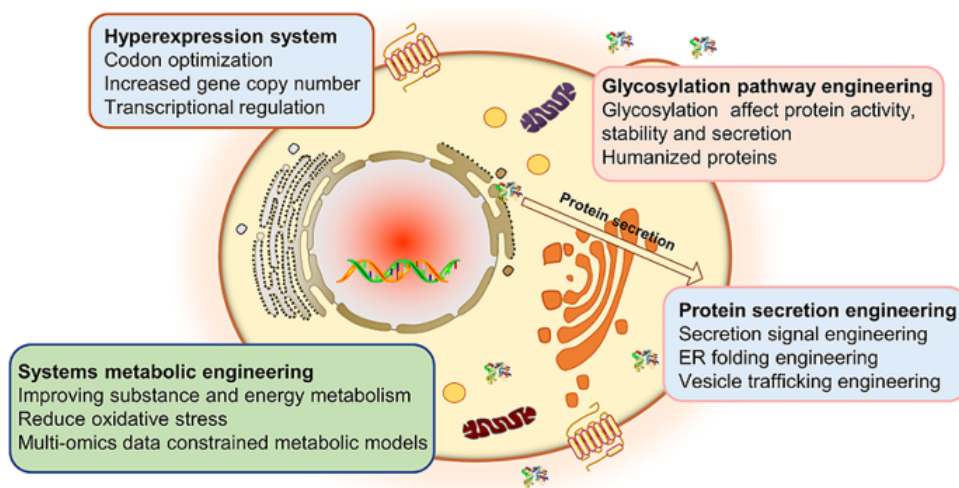 Hyperexpression system
Codon optimization
Increased gene copy number
Transcriptional regulation
Glycosylation pathway engineering
Glycosylation affect protein activity,
stability and secretion
Humanized proteins
Protein secretion
Protein secretion engineering
Secretion signal engineering
ER folding engineering
Vesicle trafficking engineering
Systems metabolic engineering
Improving substance and energy metabolism
Reduce oxidative stress
Multi-omics data constrained metabolic models